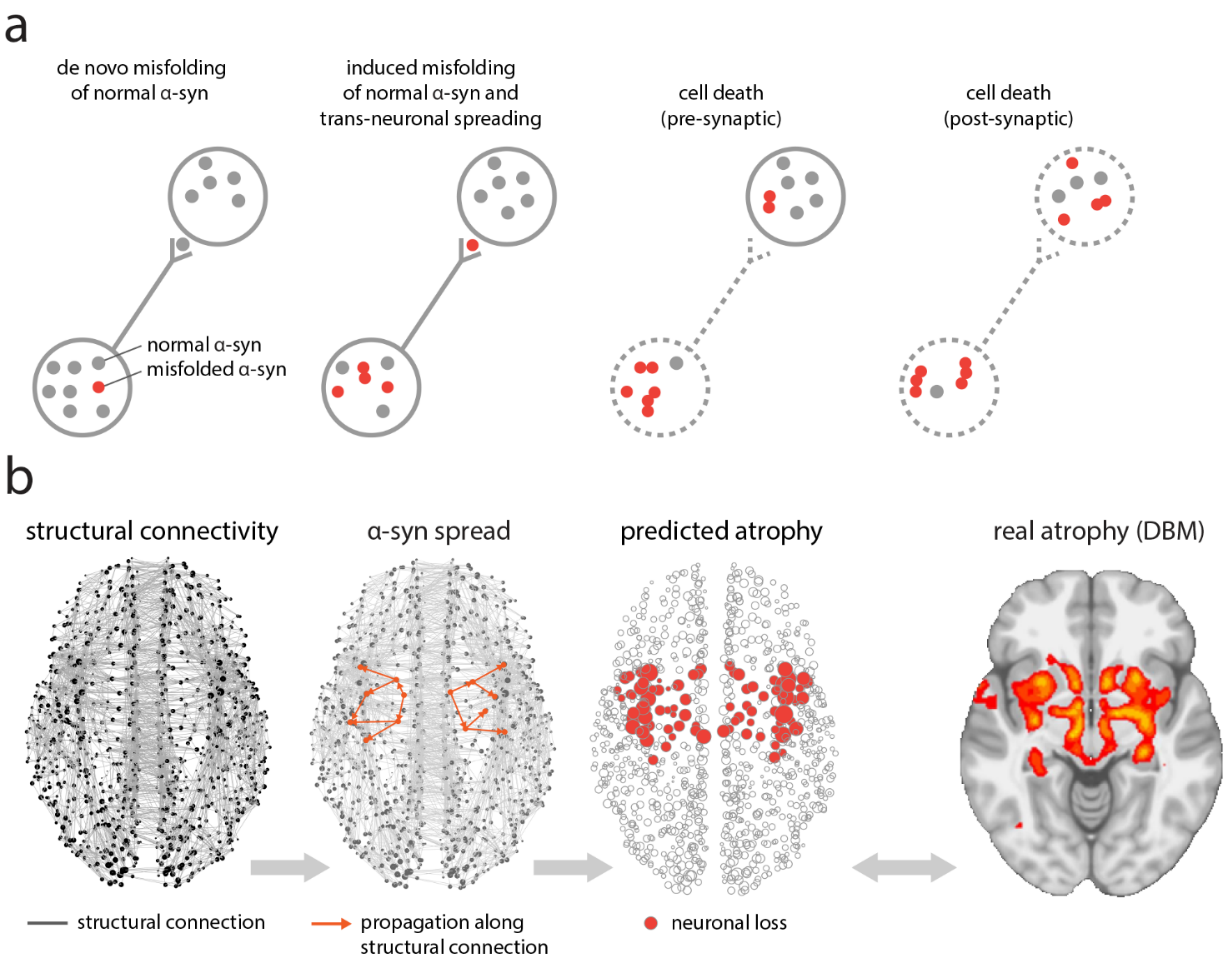 a
de novo misfolding
of normal α-syn
induced misfolding
of normal α-syn and
trans-neuronal spreading
cell death
(pre-synaptic)
cell death
(post-synaptic)
normal α-syn
misfolded α-syn
b
structural connectivity
α-syn spread
predicted atrophy
real atrophy (DBM)
structural connection
propagation along
structural connection
neuronal loss